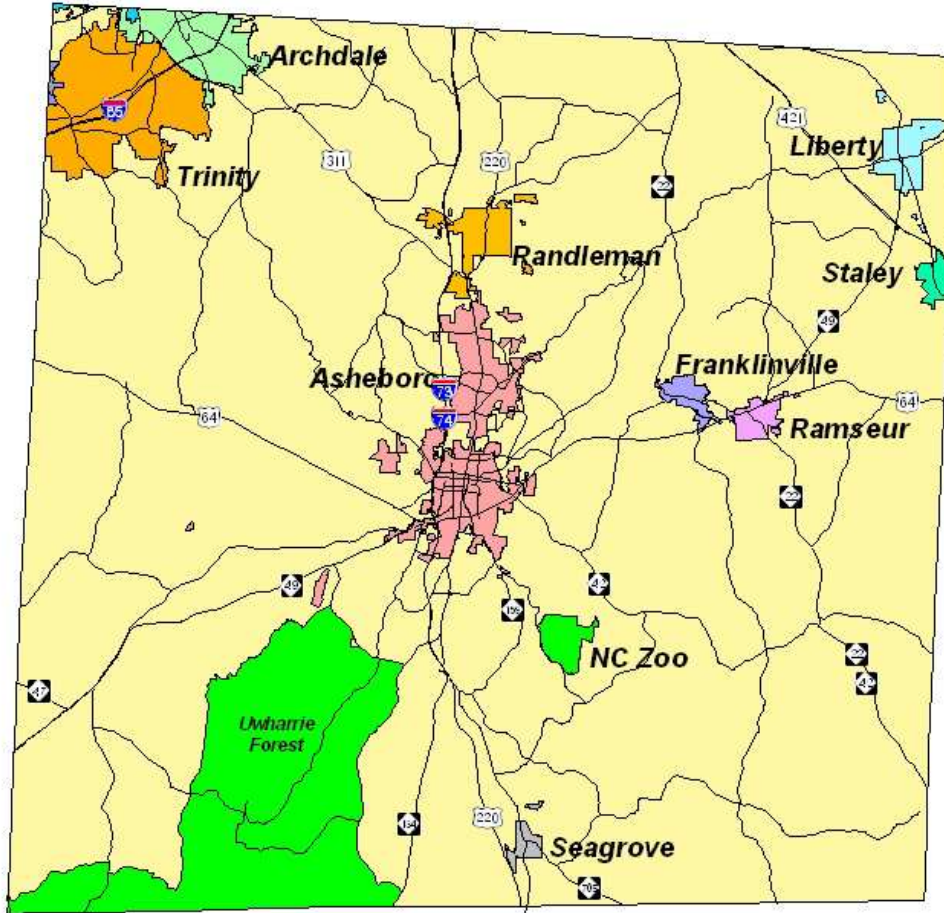 Archdale
85
Trinity
311
220
22
421
Liberty
Randleman
Staley
49
Franklinville
Asheboro
73
74
64
64
Ramseur
22
49
42
159
NC Zoo
22
42
47
Uwharrie
Forest
134
220
Seagrove
705